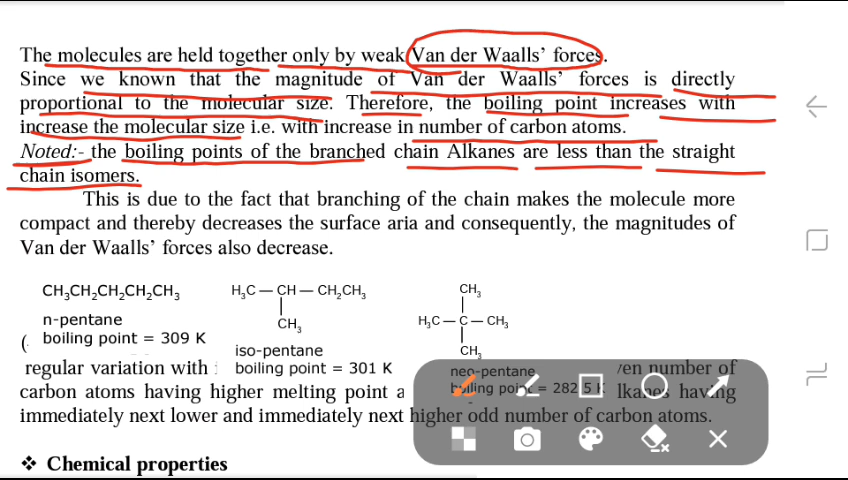 The molecules are held together only by weak Van der Waalls’ forces.
Since we known that the magnitude of Van der Waalls’ forces is directly
proportional to the molecular size. Therefore, the boiling point increases with
increase the molecular size i.e. with increase in number of carbon atoms.
Noted:- the boiling points of the branched chain Alkanes are less than the straight
chain isomers.
This is due to the fact that branching of the chain makes the molecule more
compact and thereby decreases the surface aria and consequently, the magnitudes of
Van der Waalls’ forces also decrease.
CH₃CH₂CH₂CH₂CH₃
n-pentane
boiling point = 309 K
H₃C — CH — CH₂CH₃
CH₃
iso-pentane
boiling point = 301 K
CH₃
H₃C — C — CH₃
CH₃
neo-pentane
boiling point = 282.5 K
(
regular variation with
number of
carbon atoms having higher melting point a
having
immediately next lower and immediately next higher odd number of carbon atoms.
❖ Chemical properties